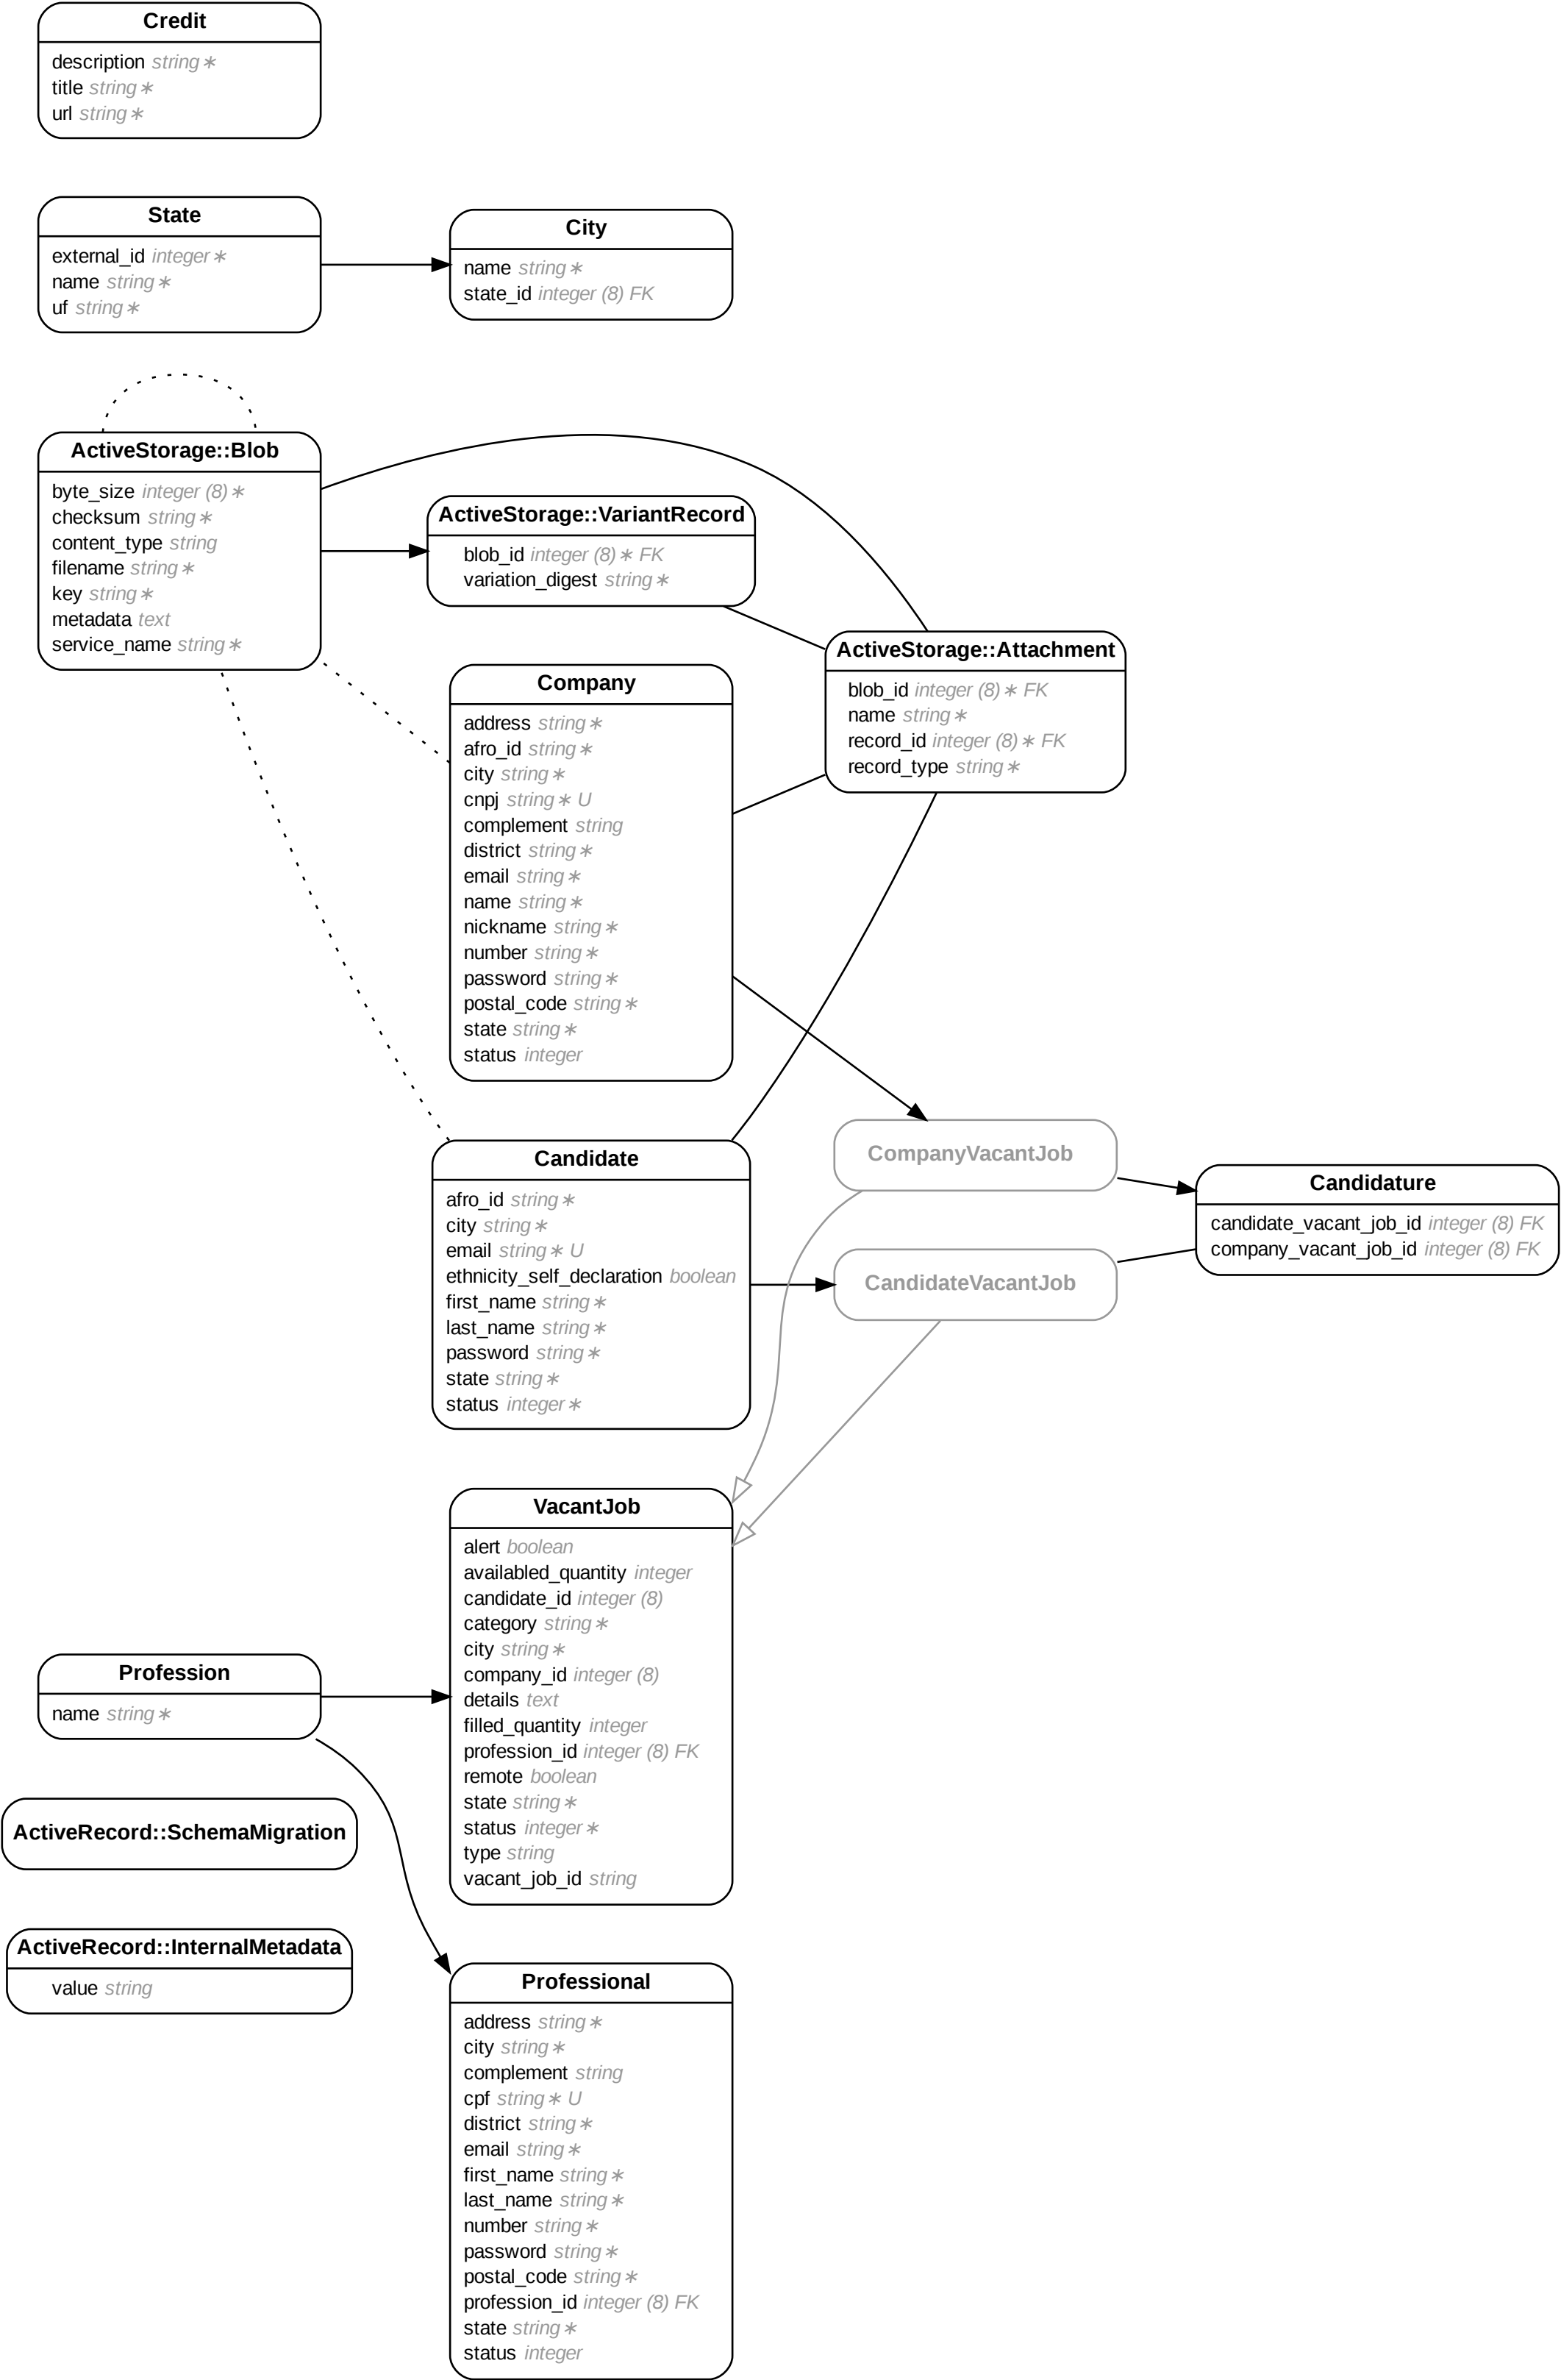 Credit
description string ∗
title string ∗
url string ∗
State
external_id integer ∗
name string ∗
uf string ∗
City
name string ∗
state_id integer (8) FK
ActiveStorage::Blob
byte_size integer (8) ∗
checksum string ∗
content_type string
filename string ∗
key string ∗
metadata text
service_name string ∗
ActiveStorage::VariantRecord
blob_id integer (8) ∗ FK
variation_digest string ∗
ActiveStorage::Attachment
blob_id integer (8) ∗ FK
name string ∗
record_id integer (8) ∗ FK
record_type string ∗
Company
address string ∗
afro_id string ∗
city string ∗
cnpj string ∗ U
complement string
district string ∗
email string ∗
name string ∗
nickname string ∗
number string ∗
password string ∗
postal_code string ∗
state string ∗
status integer
CompanyVacantJob
Candidate
afro_id string ∗
city string ∗
email string ∗ U
ethnicity_self_declaration boolean
first_name string ∗
last_name string ∗
password string ∗
state string ∗
status integer ∗
CandidateVacantJob
Candidature
candidate_vacant_job_id integer (8) FK
company_vacant_job_id integer (8) FK
VacantJob
alert boolean
availabled_quantity integer
candidate_id integer (8)
category string ∗
city string ∗
company_id integer (8)
details text
filled_quantity integer
profession_id integer (8) FK
remote boolean
state string ∗
status integer ∗
type string
vacant_job_id string
Profession
name string ∗
ActiveRecord::SchemaMigration
ActiveRecord::InternalMetadata
value string
Professional
address string ∗
city string ∗
complement string
cpf string ∗ U
district string ∗
email string ∗
first_name string ∗
last_name string ∗
number string ∗
password string ∗
postal_code string ∗
profession_id integer (8) FK
state string ∗
status integer